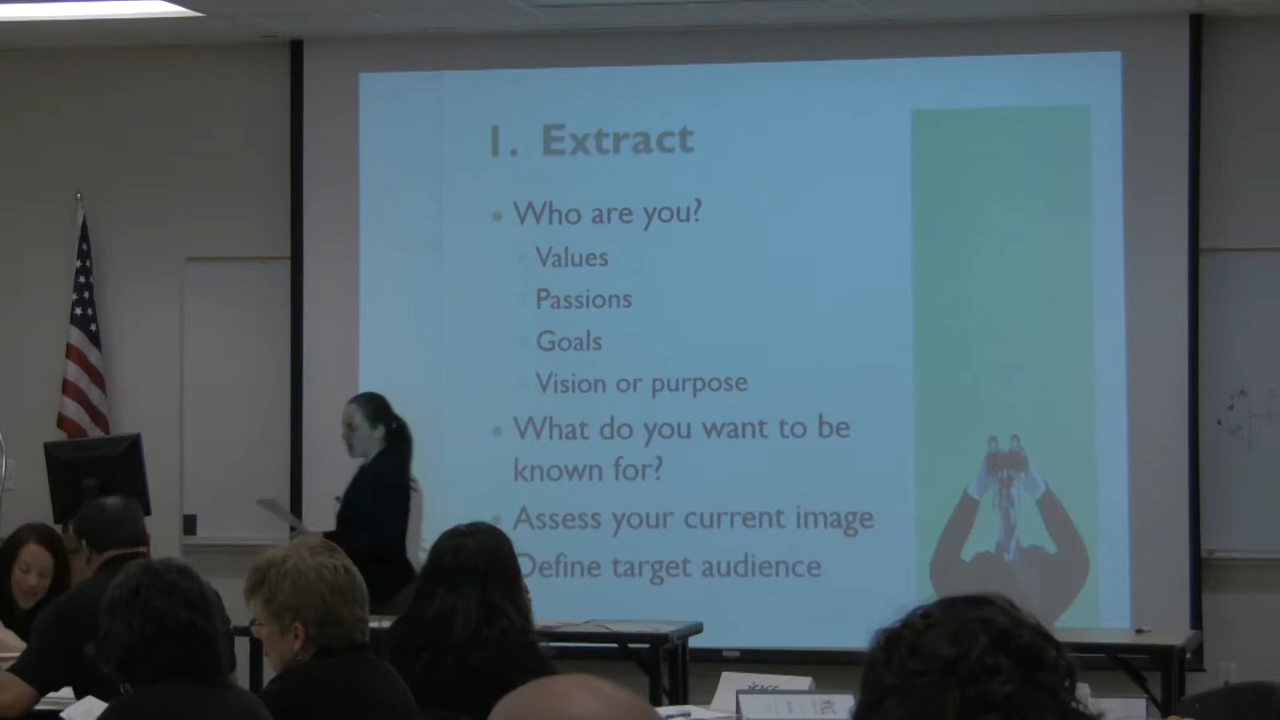 1. Extract
Who are you?
Values
Passions
Goals
Vision or purpose
What do you want to be
known for?
Assess your current image
Define target audience